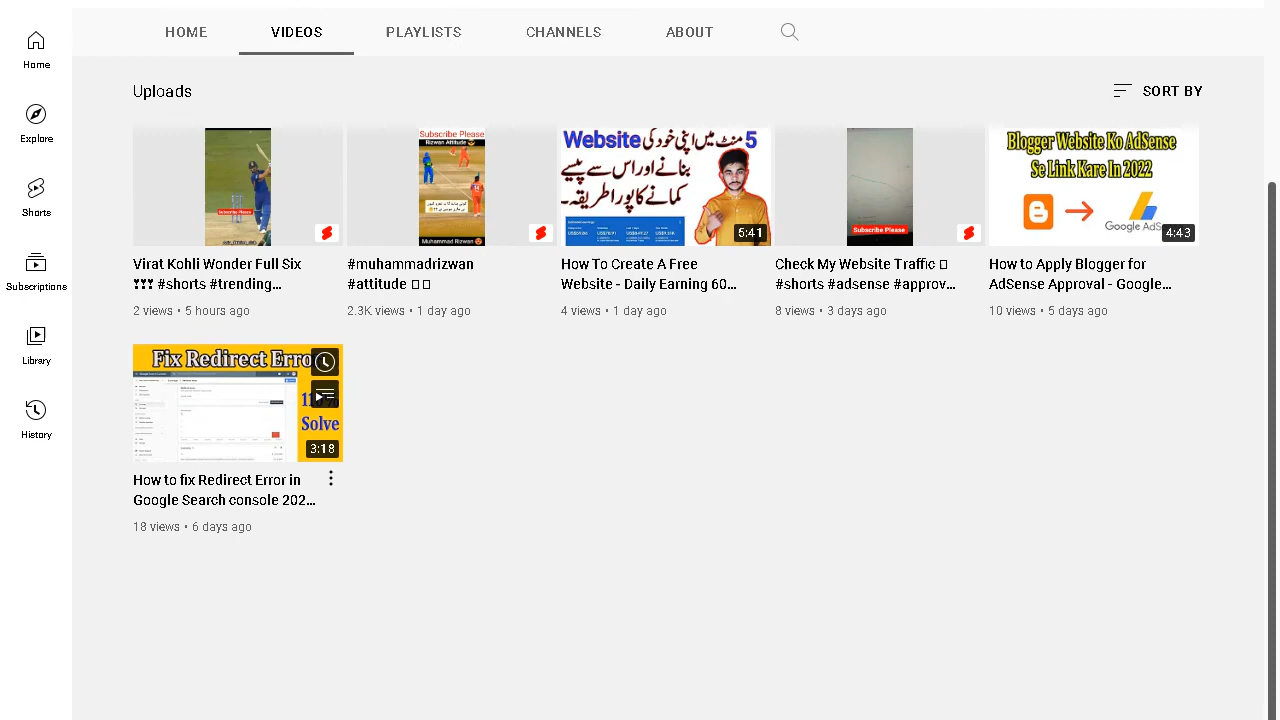 HOME
VIDEOS
PLAYLISTS
CHANNELS
ABOUT
Home
Explore
Shorts
Subscriptions
Library
History
Uploads
SORT BY
Subscribe Please
Virat Kohli Wonder Full Six
#shorts #trending...
2 views • 5 hours ago
Subscribe Please
Rizwan Attitude
Muhammad Rizwan
#muhammadrizwan
#attitude
2.3K views • 1 day ago
5 منٹ میں اپنی خود کی Website
بنانے اور اس سے پیسے
کمانے کا پورا طریقہ۔
5:41
How To Create A Free
Website - Daily Earning 60...
4 views • 1 day ago
Subscribe Please
Check My Website Traffic
#shorts #adsense #approv...
8 views • 3 days ago
Blogger Website Ko AdSense
Se Link Kare In 2022
Google AdS
4:43
How to Apply Blogger for
AdSense Approval - Google...
10 views • 5 days ago
Fix Redirect Erro
Solve
3:18
How to fix Redirect Error in
Google Search console 202...
18 views • 6 days ago